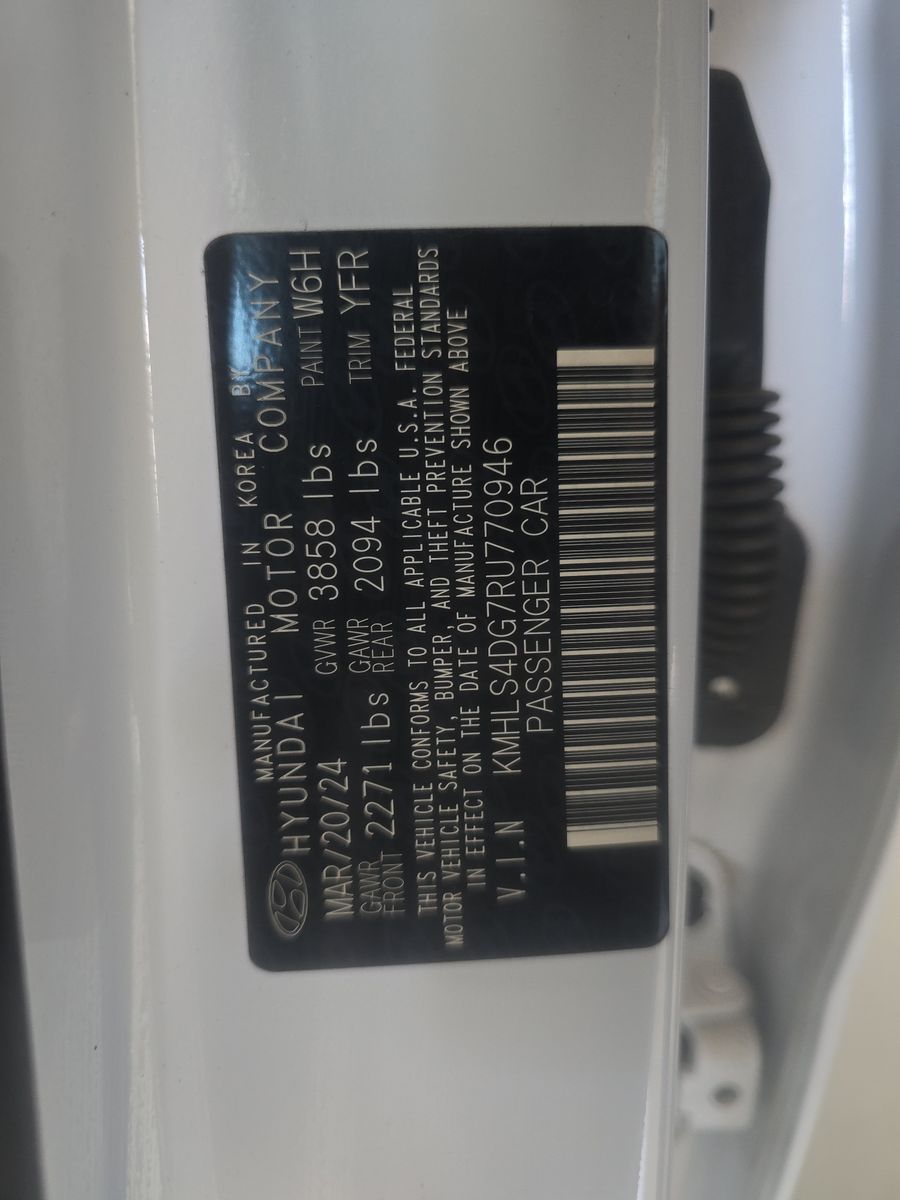 MANUFACTURED IN KOREA BK
HYUNDAI MOTOR COMPANY
MAR/20/24 GVWR 3858 lbs PAINT W6H
GAWR FRONT 2271 lbs GAWR REAR 2094 lbs TRIM YFR
THIS VEHICLE CONFORMS TO ALL APPLICABLE U.S.A. FEDERAL
MOTOR VEHICLE SAFETY, BUMPER, AND THEFT PREVENTION STANDARDS
IN EFFECT ON THE DATE OF MANUFACTURE SHOWN ABOVE
V.I.N KMHLS4DG7RU770946
PASSENGER CAR